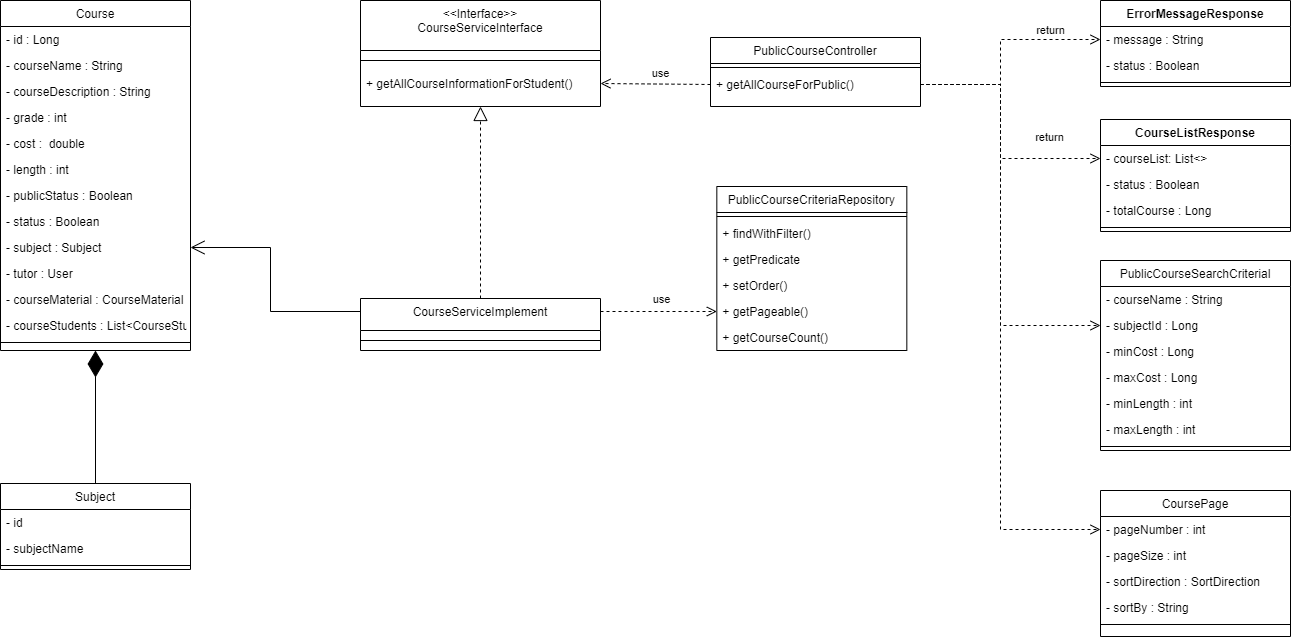 Course
- id : Long
- courseName : String
- courseDescription : String
- grade : int
- cost :  double
- length : int
- publicStatus : Boolean
- status : Boolean
- subject : Subject
- tutor : User
- courseMaterial : CourseMaterial
- courseStudents : List<CourseStu
Subject
- id
- subjectName
<<Interface>>
CourseServiceInterface
+ getAllCourseInformationForStudent()
CourseServiceImplement
use
use
PublicCourseController
+ getAllCourseForPublic()
PublicCourseCriteriaRepository
+ findWithFilter()
+ getPredicate
+ setOrder()
+ getPageable()
+ getCourseCount()
return
return
ErrorMessageResponse
- message : String
- status : Boolean
CourseListResponse
- courseList: List<>
- status : Boolean
- totalCourse : Long
PublicCourseSearchCriterial
- courseName : String
- subjectId : Long
- minCost : Long
- maxCost : Long
- minLength : int
- maxLength : int
CoursePage
- pageNumber : int
- pageSize : int
- sortDirection : SortDirection
- sortBy : String